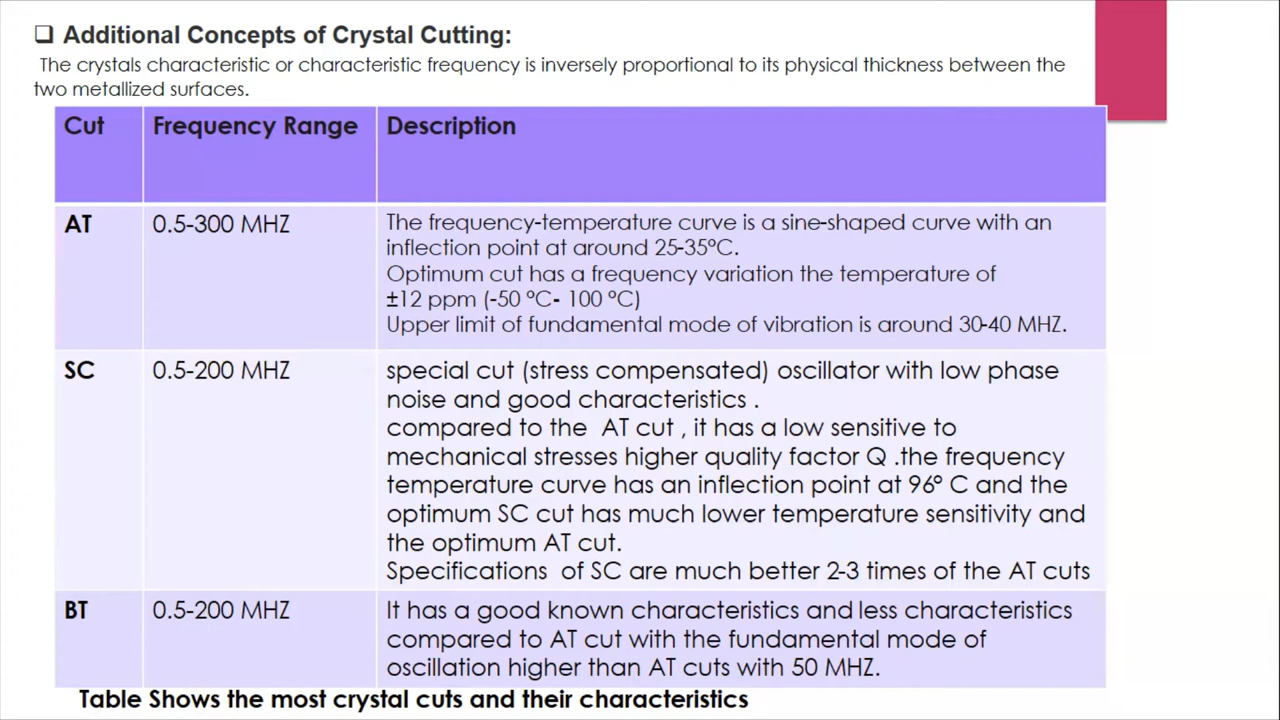 ❑ Additional Concepts of Crystal Cutting:
The crystals characteristic or characteristic frequency is inversely proportional to its physical thickness between the
two metallized surfaces.
Cut Frequency Range Description
AT 0.5-300 MHZ The frequency-temperature curve is a sine-shaped curve with an
inflection point at around 25-35°C.
Optimum cut has a frequency variation the temperature of
±12 ppm (-50 °C- 100 °C)
Upper limit of fundamental mode of vibration is around 30-40 MHZ.
SC 0.5-200 MHZ special cut (stress compensated) oscillator with low phase
noise and good characteristics .
compared to the AT cut , it has a low sensitive to
mechanical stresses higher quality factor Q .the frequency
temperature curve has an inflection point at 96° C and the
optimum SC cut has much lower temperature sensitivity and
the optimum AT cut.
Specifications of SC are much better 2-3 times of the AT cuts
BT 0.5-200 MHZ It has a good known characteristics and less characteristics
compared to AT cut with the fundamental mode of
oscillation higher than AT cuts with 50 MHZ.
Table Shows the most crystal cuts and their characteristics